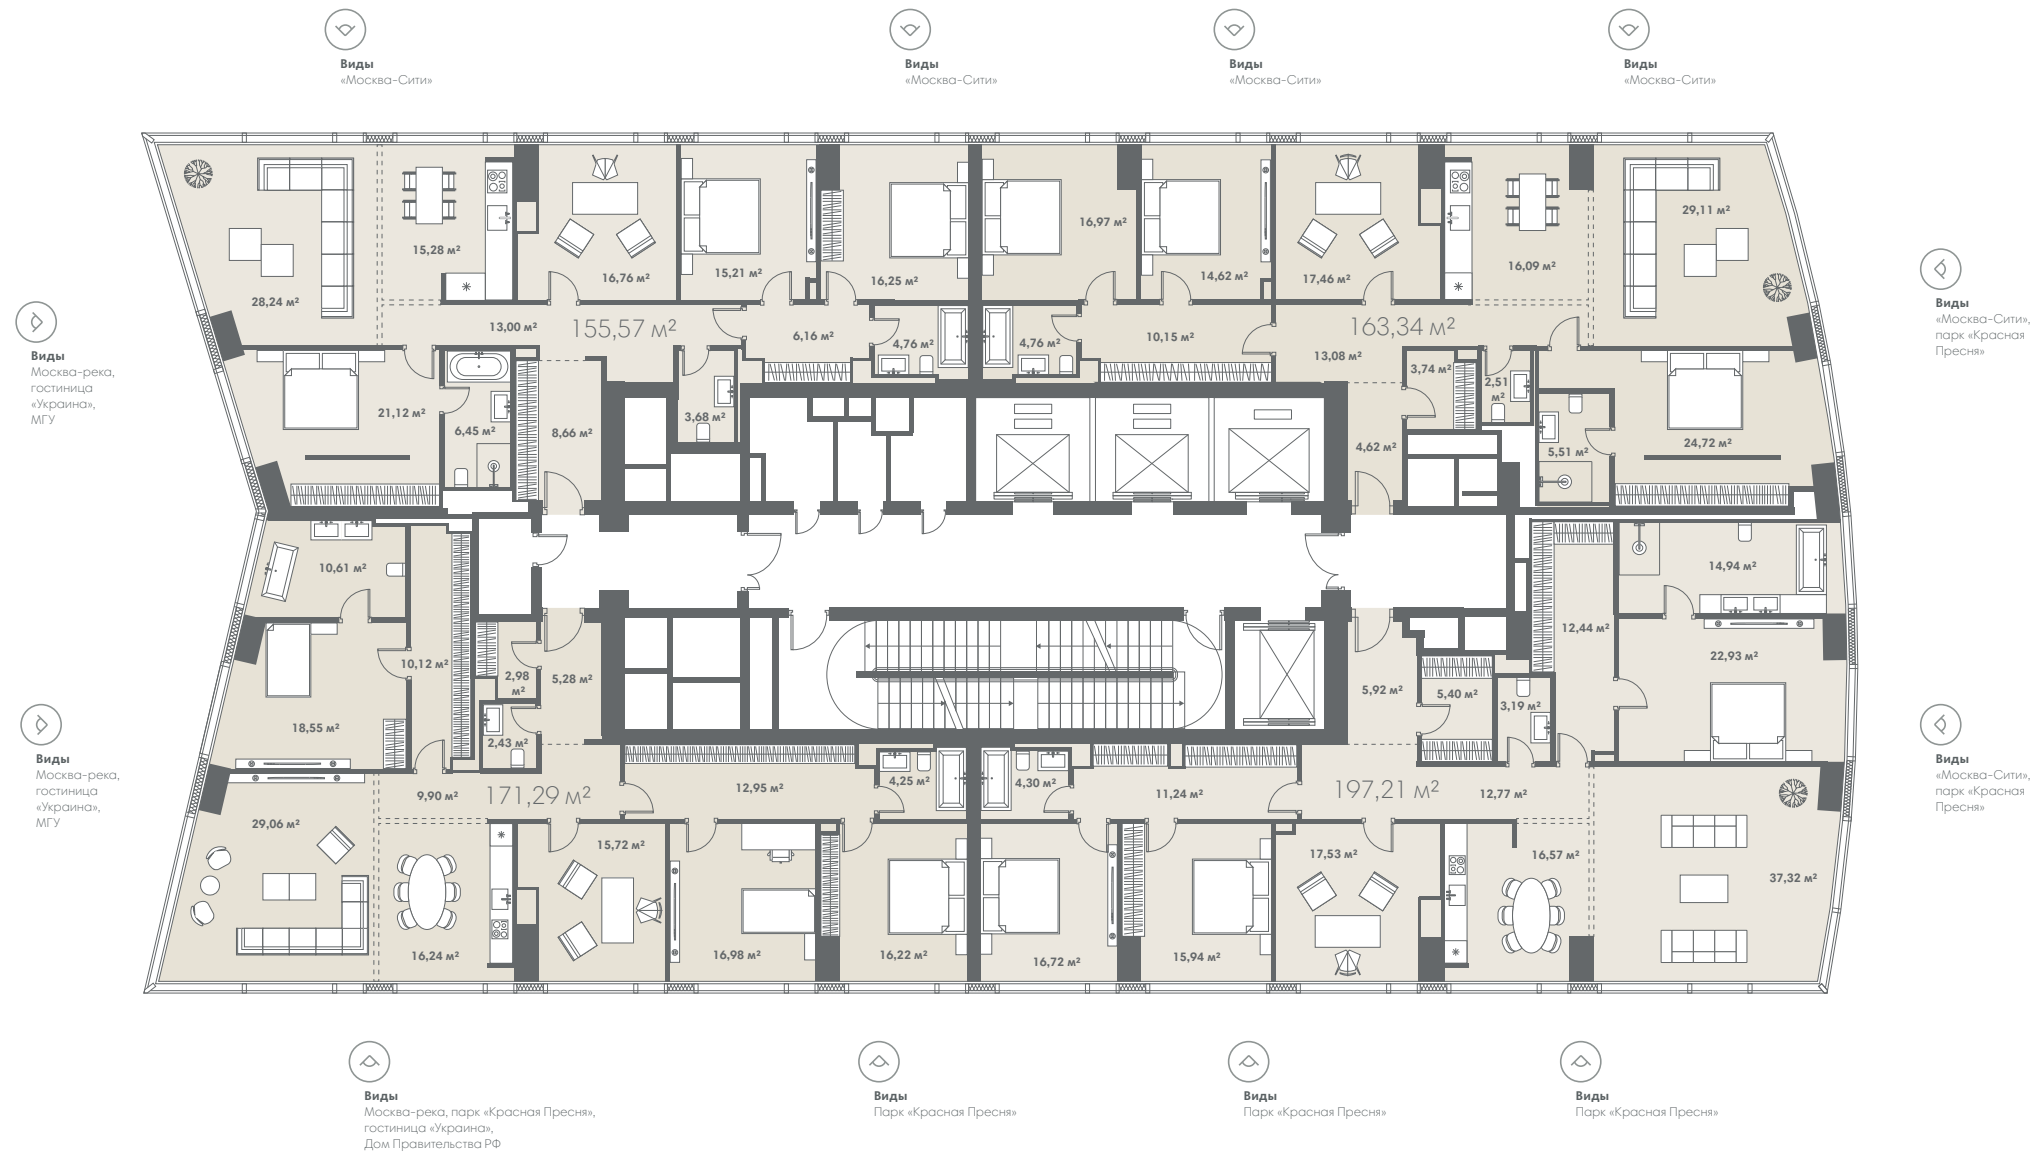 Виды
«Москва-Сити»
Виды
«Москва-Сити»
Виды
«Москва-Сити»
Виды
«Москва-Сити»
Виды
Москва-река,
гостиница
«Украина»,
МГУ
Виды
Москва-река,
гостиница
«Украина»,
МГУ
28,24 м²
15,28 м²
16,76 м²
15,21 м²
16,25 м²
13,00 м²
155,57 м²
6,16 м²
4,76 м²
21,12 м²
6,45 м²
8,66 м²
3,68 м²
16,97 м²
14,62 м²
17,46 м²
16,09 м²
29,11 м²
4,76 м²
10,15 м²
163,34 м²
13,08 м²
3,74 м²
2,51
м²
4,62 м²
5,51 м²
24,72 м²
10,61 м²
10,12 м²
18,55 м²
2,98
м²
5,28 м²
2,43 м²
9,90 м²
171,29 м²
12,95 м²
4,25 м²
29,06 м²
16,24 м²
15,72 м²
16,98 м²
16,22 м²
14,94 м²
12,44 м²
22,93 м²
5,92 м²
5,40 м²
3,19 м²
4,30 м²
11,24 м²
197,21 м²
12,77 м²
16,72 м²
15,94 м²
17,53 м²
16,57 м²
37,32 м²
Виды
«Москва-Сити»,
парк «Красная
Пресня»
Виды
«Москва-Сити»,
парк «Красная
Пресня»
Виды
Москва-река, парк «Красная Пресня»,
гостиница «Украина»,
Дом Правительства РФ
Виды
Парк «Красная Пресня»
Виды
Парк «Красная Пресня»
Виды
Парк «Красная Пресня»